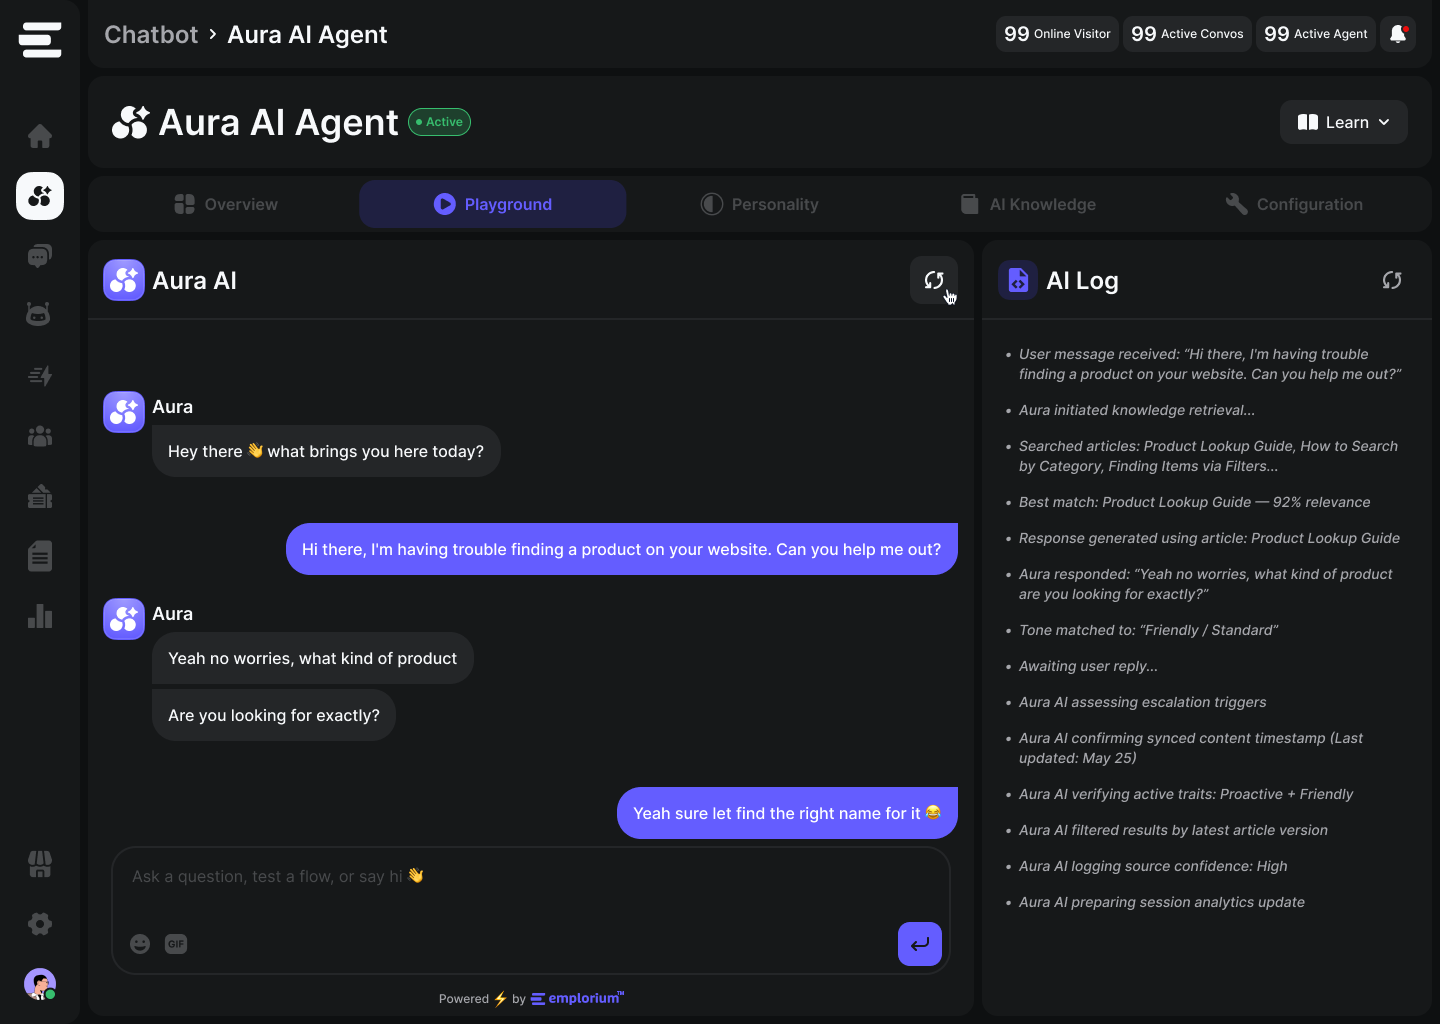 Chatbot › Aura AI Agent
99 Online Visitor
99 Active Convos
99 Active Agent
Aura AI Agent
Active
Learn
Overview
Playground
Personality
AI Knowledge
Configuration
Aura AI
Aura
Hey there 👋 what brings you here today?
Hi there, I'm having trouble finding a product on your website. Can you help me out?
Aura
Yeah no worries, what kind of product
Are you looking for exactly?
Yeah sure let find the right name for it 😂
Ask a question, test a flow, or say hi 👋
GIF
Powered ⚡ by emplorium™
AI Log
• User message received: “Hi there, I'm having trouble
finding a product on your website. Can you help me out?”
• Aura initiated knowledge retrieval...
• Searched articles: Product Lookup Guide, How to Search
by Category, Finding Items via Filters...
• Best match: Product Lookup Guide — 92% relevance
• Response generated using article: Product Lookup Guide
• Aura responded: “Yeah no worries, what kind of product
are you looking for exactly?”
• Tone matched to: “Friendly / Standard”
• Awaiting user reply...
• Aura AI assessing escalation triggers
• Aura AI confirming synced content timestamp (Last
updated: May 25)
• Aura AI verifying active traits: Proactive + Friendly
• Aura AI filtered results by latest article version
• Aura AI logging source confidence: High
• Aura AI preparing session analytics update